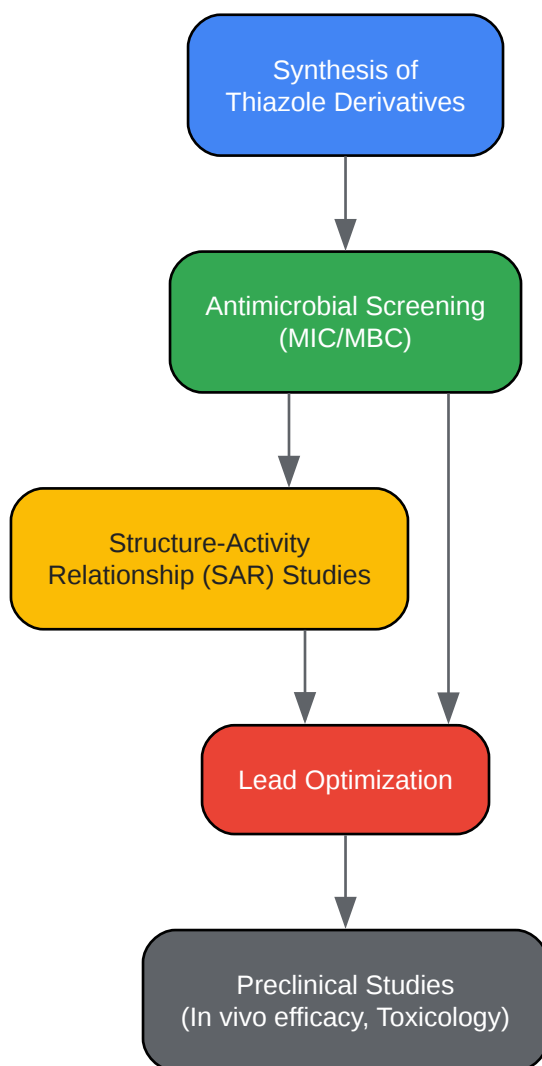 Synthesis of
Thiazole Derivatives
Antimicrobial Screening
(MIC/MBC)
Structure-Activity
Relationship (SAR) Studies
Lead Optimization
Preclinical Studies
(In vivo efficacy, Toxicology)